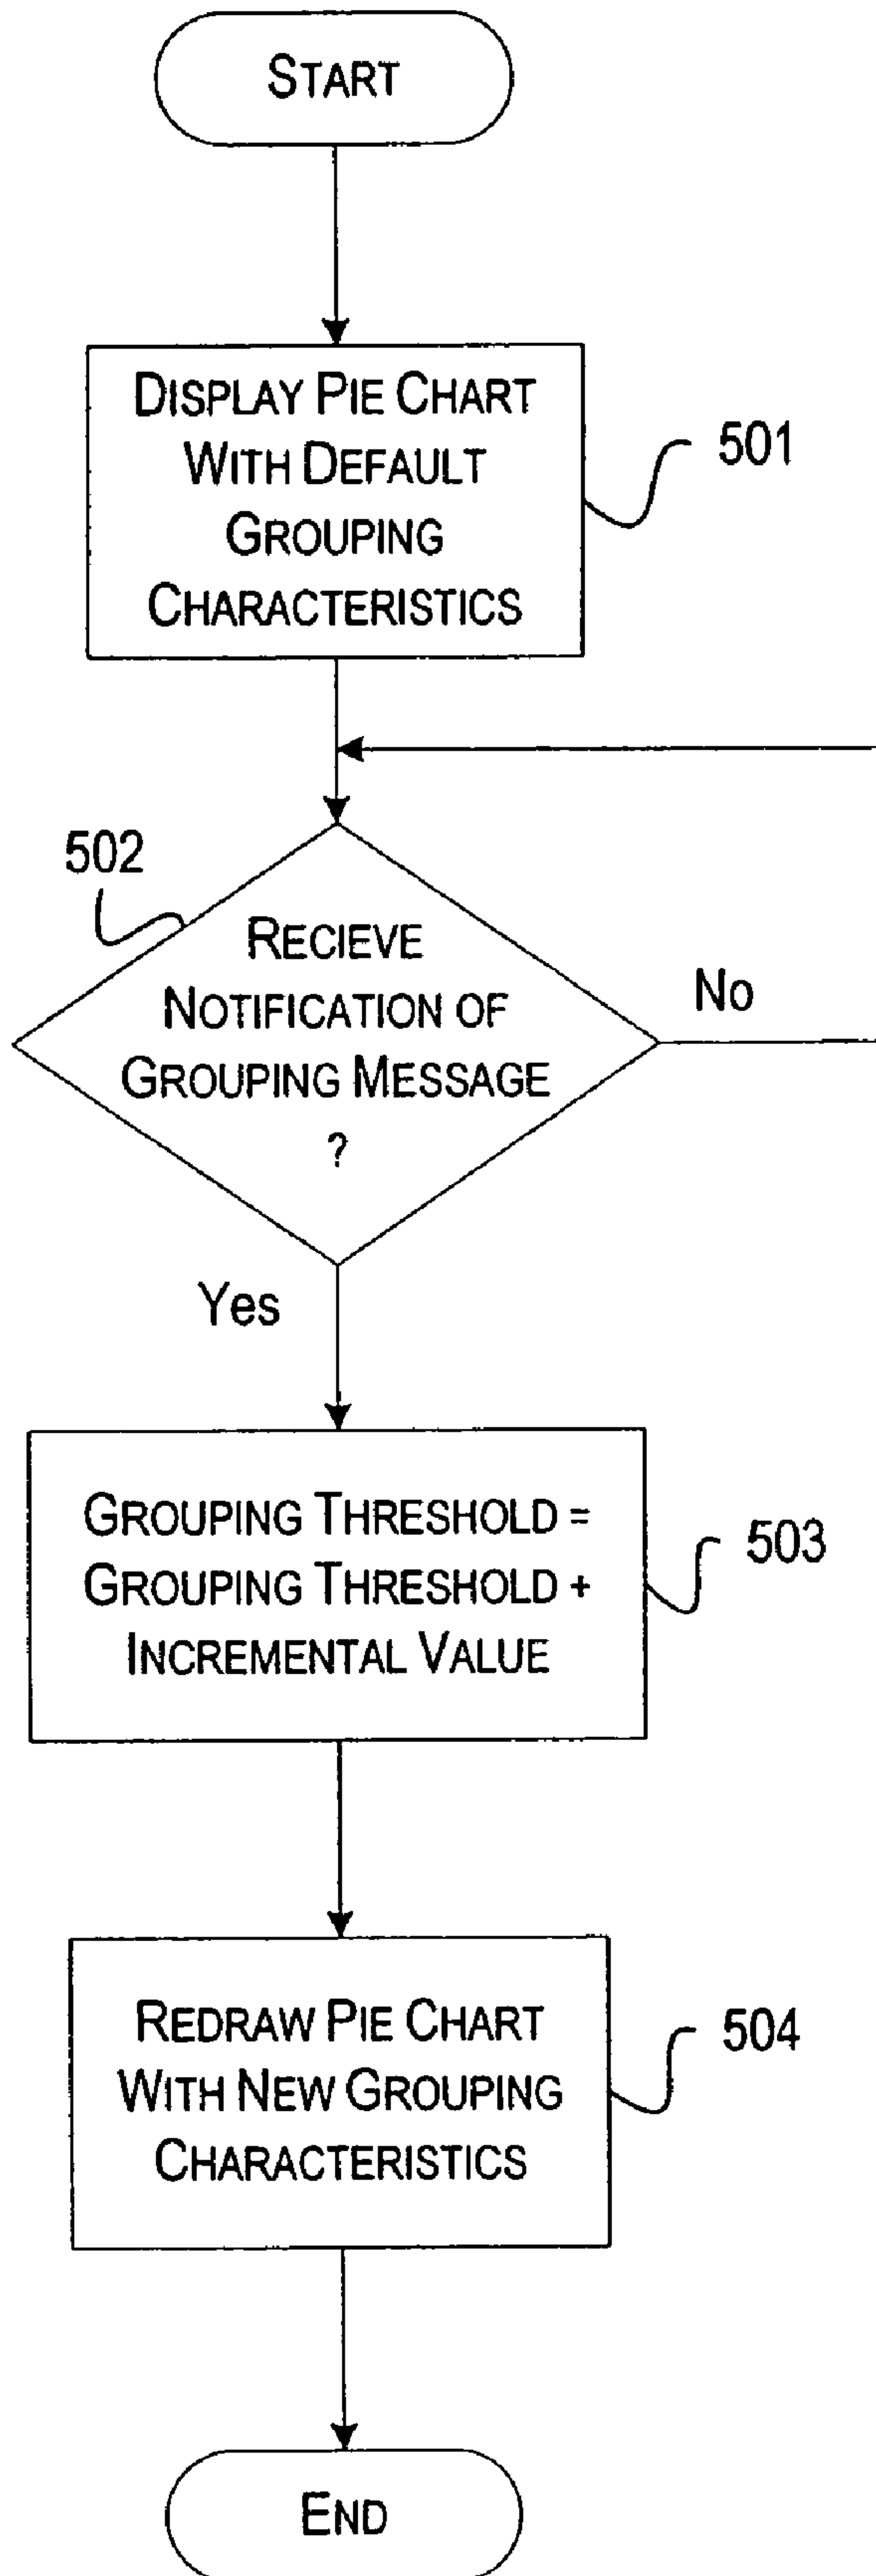 START
DISPLAY PIE CHART
WITH DEFAULT
GROUPING
CHARACTERISTICS
501
502
RECIEVE
NOTIFICATION OF
GROUPING MESSAGE
?
No
Yes
GROUPING THRESHOLD =
GROUPING THRESHOLD +
INCREMENTAL VALUE
503
REDRAW PIE CHART
WITH NEW GROUPING
CHARACTERISTICS
504
END